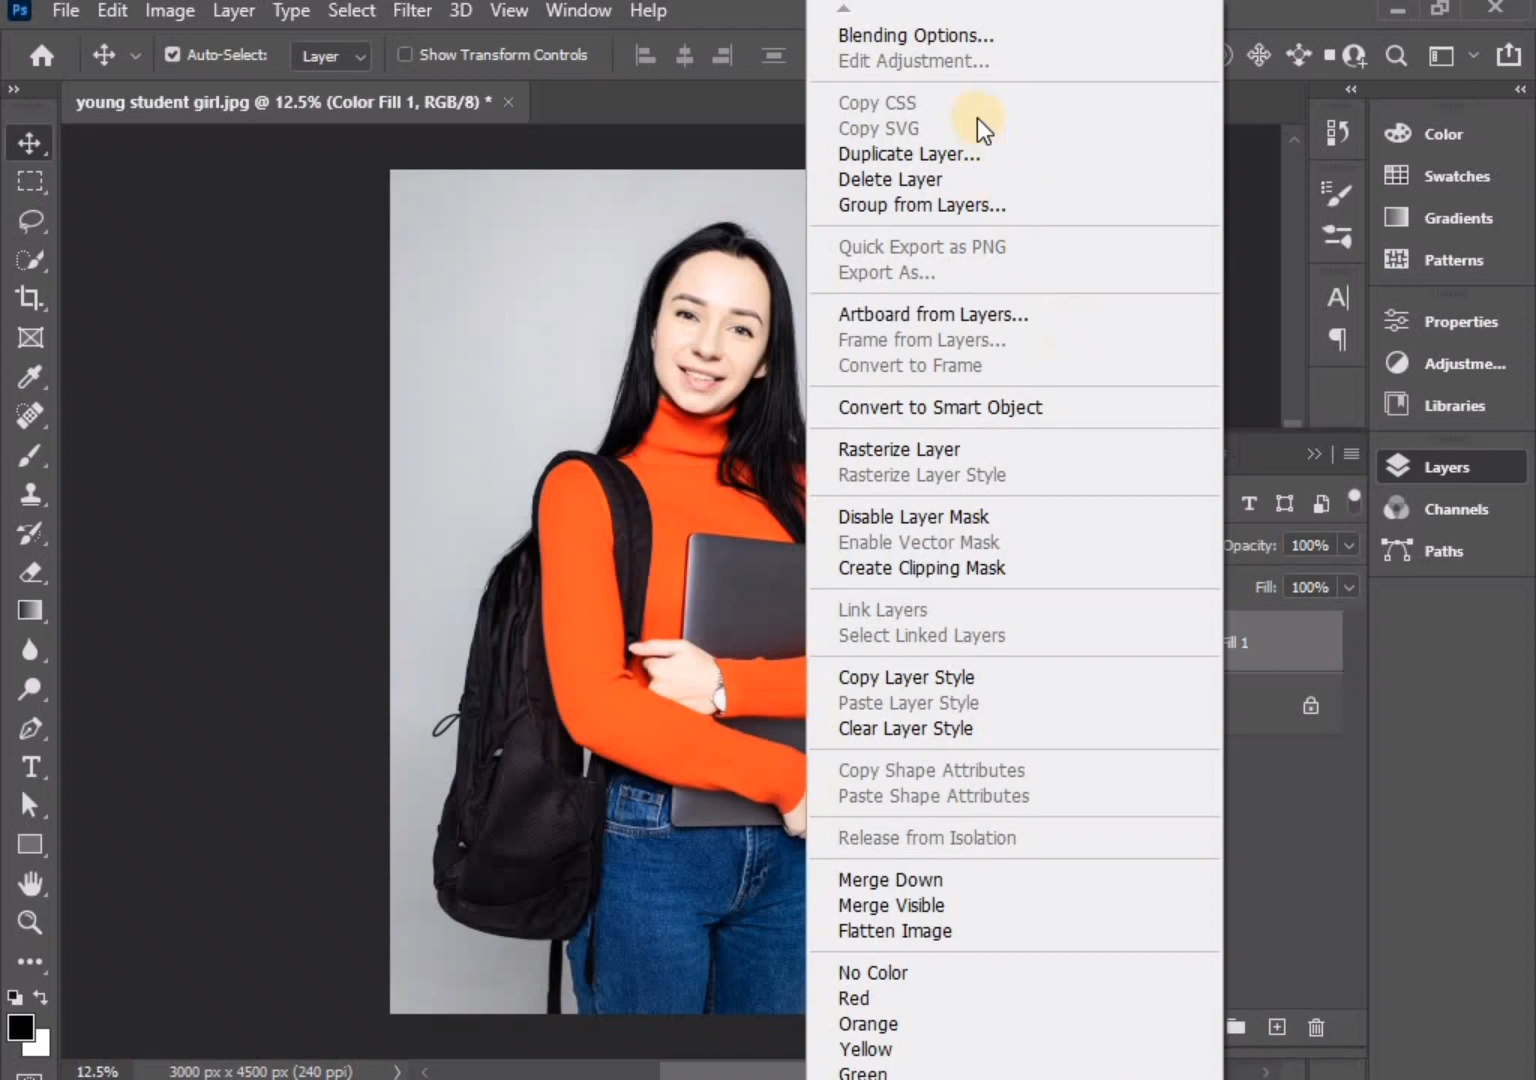 Ps File Edit Image Layer Type Select Filter 3D View Window Help
Auto-Select: Layer Show Transform Controls
young student girl.jpg @ 12.5% (Color Fill 1, RGB/8) *
Blending Options...
Edit Adjustment...
Copy CSS
Copy SVG
Duplicate Layer...
Delete Layer
Group from Layers...
Quick Export as PNG
Export As...
Artboard from Layers...
Frame from Layers...
Convert to Frame
Convert to Smart Object
Rasterize Layer
Rasterize Layer Style
Disable Layer Mask
Enable Vector Mask
Create Clipping Mask
Link Layers
Select Linked Layers
Copy Layer Style
Paste Layer Style
Clear Layer Style
Copy Shape Attributes
Paste Shape Attributes
Release from Isolation
Merge Down
Merge Visible
Flatten Image
No Color
Red
Orange
Yellow
Green
Color
Swatches
Gradients
Patterns
Properties
Adjustme...
Libraries
Layers
Channels
Paths
Opacity: 100%
Fill: 100%
Fill 1
12.5% 3000 px x 4500 px (240 ppi)